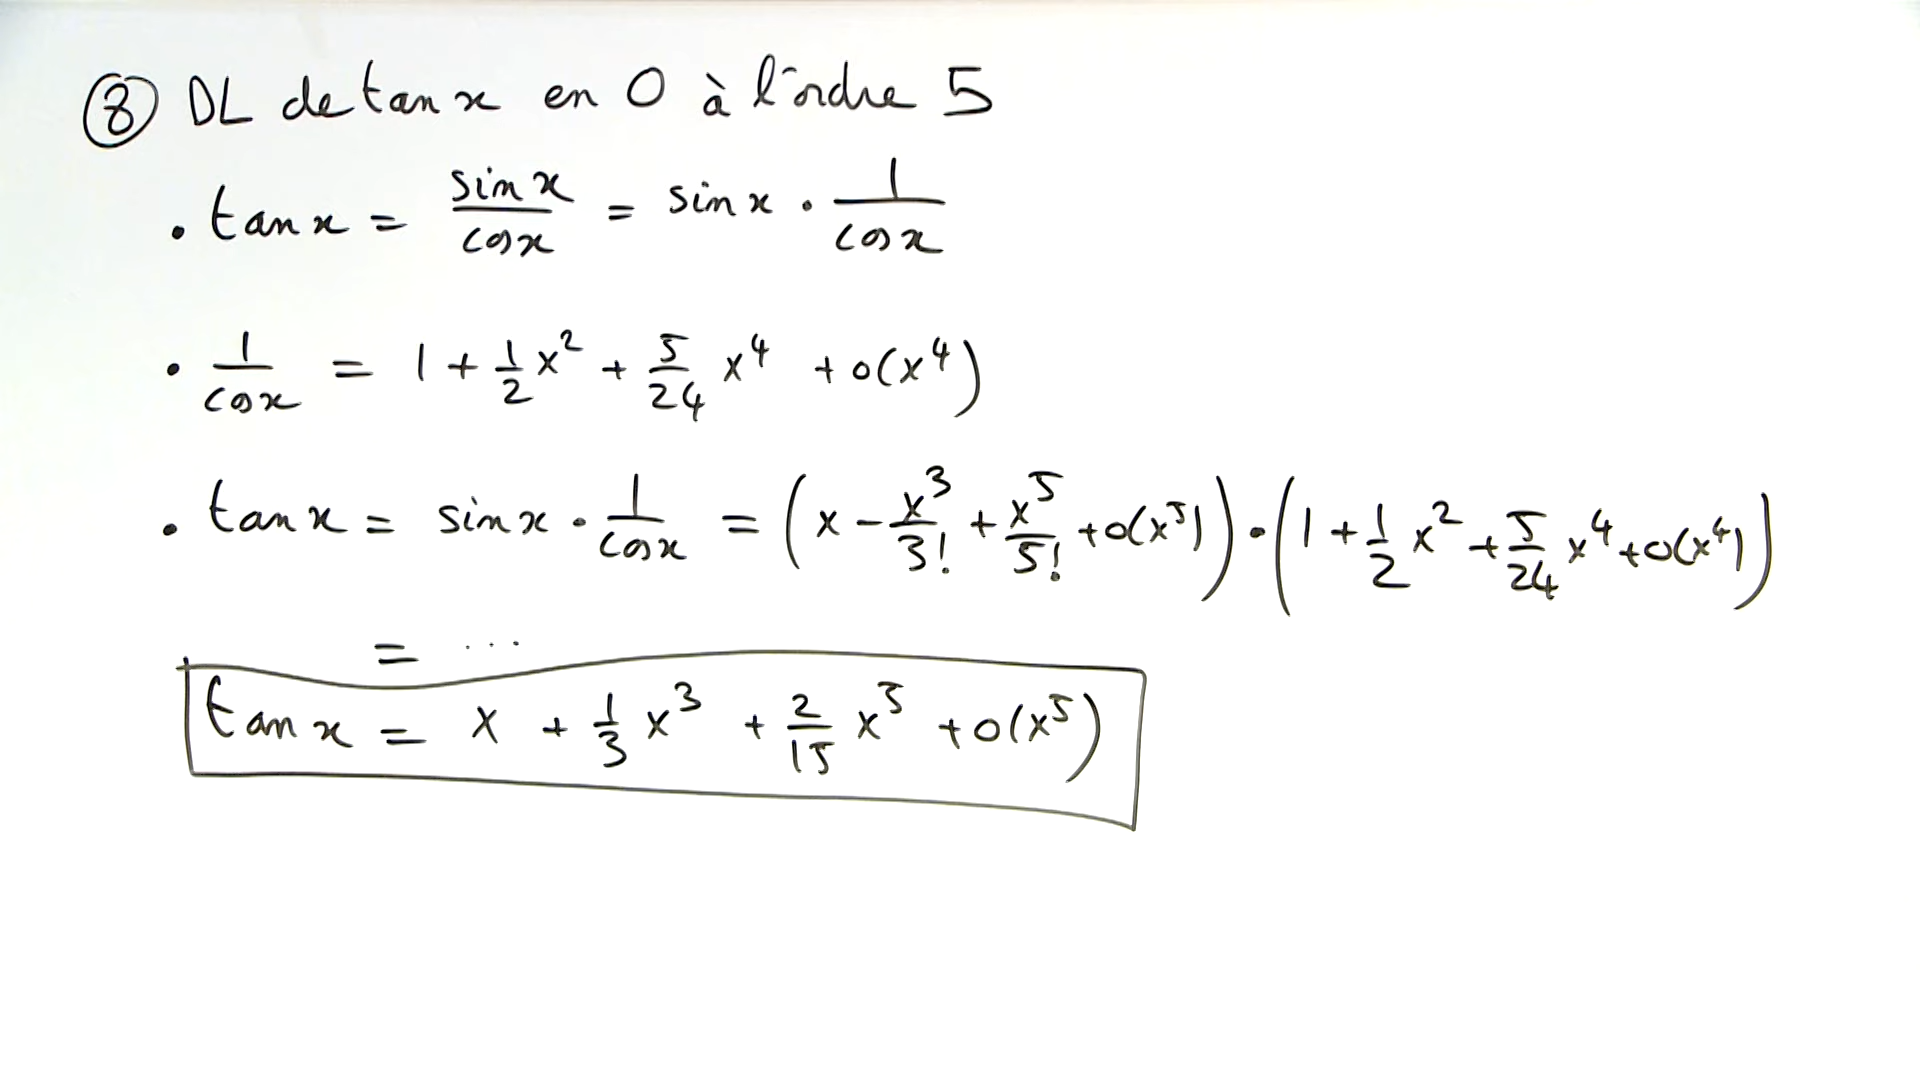 ⑧ DL de tan x en 0 à l'ordre 5
• tan x = sin x / cos x = sin x · 1 / cos x
• 1 / cos x = 1 + 1/2 x² + 5/24 x⁴ + o(x⁴)
• tan x = sin x · 1 / cos x = (x - x³/3! + x⁵/5! + o(x⁵)) · (1 + 1/2 x² + 5/24 x⁴ + o(x⁴))
= ...
tan x = x + 1/3 x³ + 2/15 x⁵ + o(x⁵)